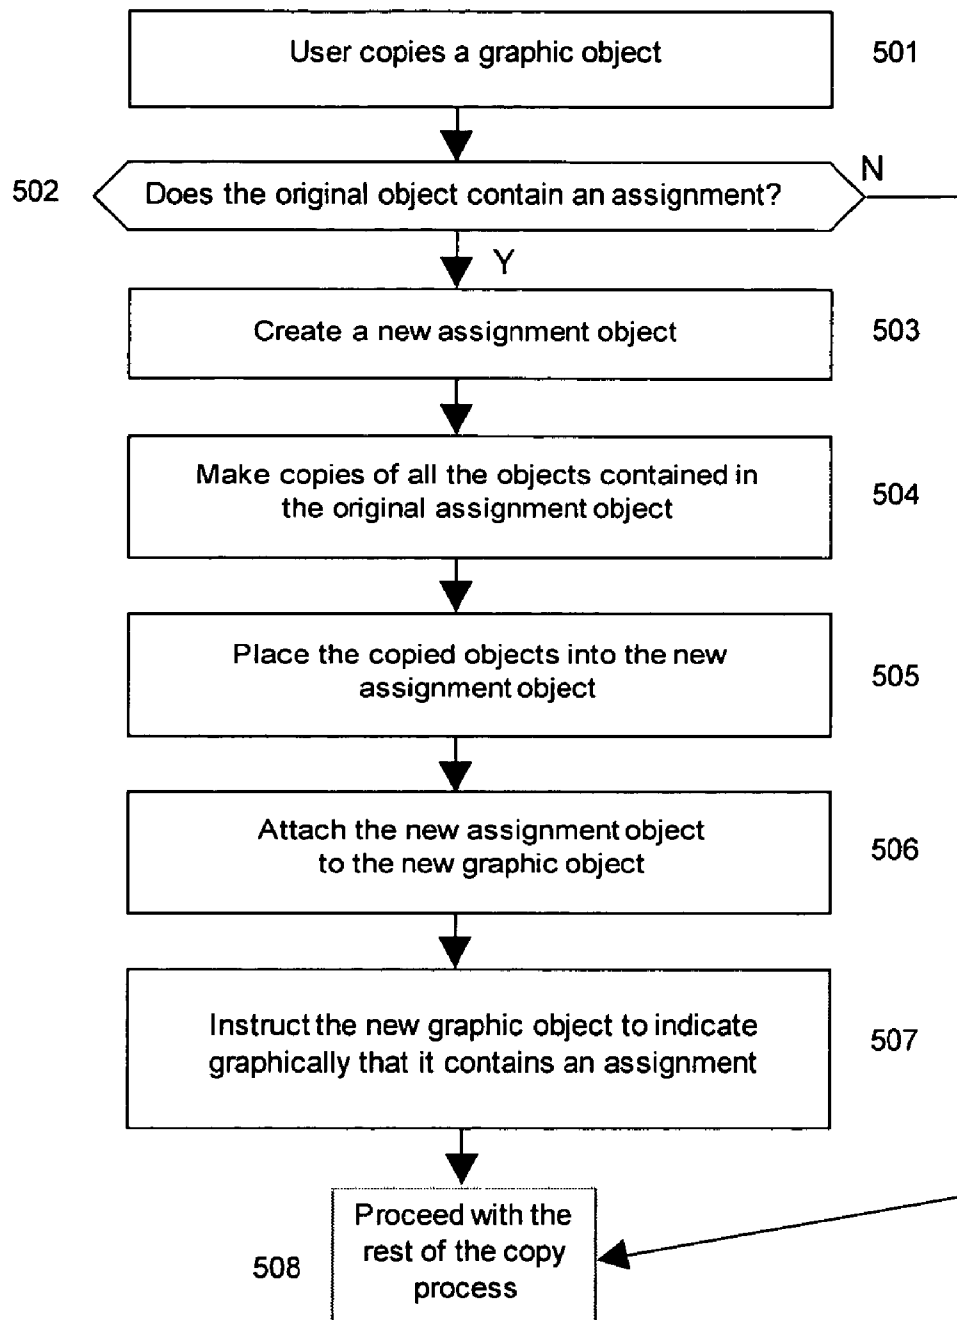 User copies a graphic object
501
502
Does the original object contain an assignment?
N
Y
Create a new assignment object
503
Make copies of all the objects contained in
the original assignment object
504
Place the copied objects into the new
assignment object
505
Attach the new assignment object
to the new graphic object
506
Instruct the new graphic object to indicate
graphically that it contains an assignment
507
Proceed with the
rest of the copy
process
508